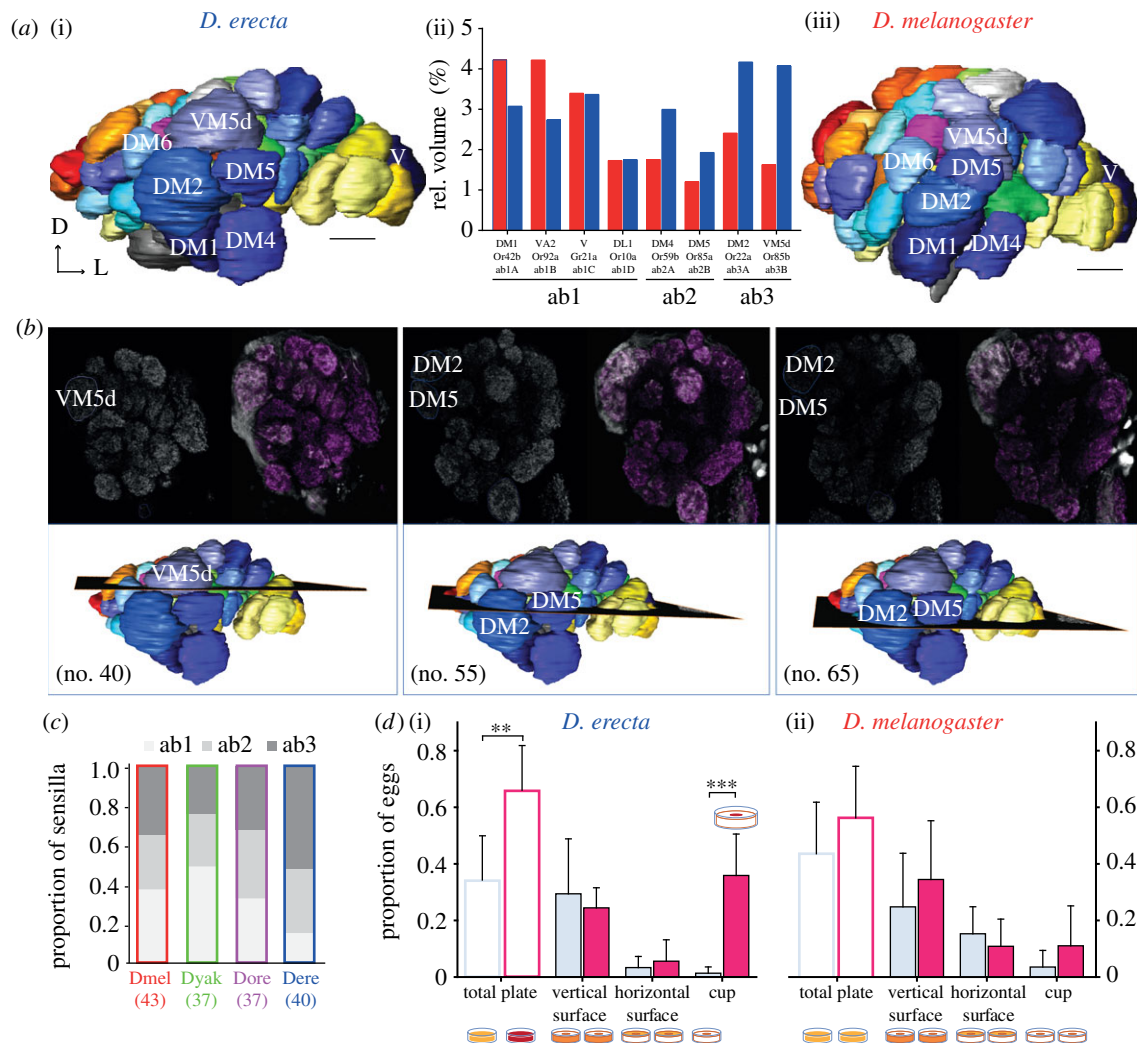 (a) (i)
D. erecta
VM5d
DM6
V
DM5
DM2
DM1
DM4
D
L
(ii)
rel. volume (%)
5
4
3
2
1
0
DM1 VA2 V DL1 DM4 DM5 DM2 VM5d
Or42b Or92a Gr21a Or10a Or59b Or85a Or22a Or85b
ab1A ab1B ab1C ab1D ab2A ab2B ab3A ab3B
ab1 ab2 ab3
(iii)
D. melanogaster
VM5d
DM6
V
DM5
DM2
DM1
DM4
(b)
VM5d
DM2
DM5
DM2
DM5
VM5d
(no. 40)
DM5
DM2
(no. 55)
DM2
DM5
(no. 65)
(c)
ab1 ab2 ab3
proportion of sensilla
1.0
0.8
0.6
0.4
0.2
0
Dmel Dyak Dore Dere
(43) (37) (37) (40)
(d) (i)
D. erecta
proportion of eggs
0.8
0.6
0.4
0.2
0
**
***
total plate vertical horizontal cup
surface surface
(ii)
D. melanogaster
0.8
0.6
0.4
0.2
0
total plate vertical horizontal cup
surface surface